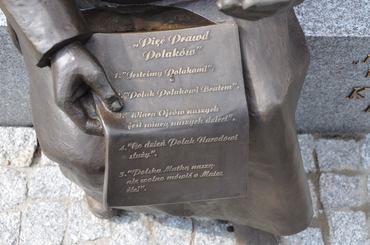 „Pięć Prawd
Polaków"
1. "Jesteśmy Polakami".
2. "Polak Polakowi Bratem".
3. "Wiara Ojców naszych
jest wiarą naszych dzieci".
4. "Co dzień Polak Narodowi
służy".
5. "Polska Matką naszą
nie wolno mówić o Matce
źle".